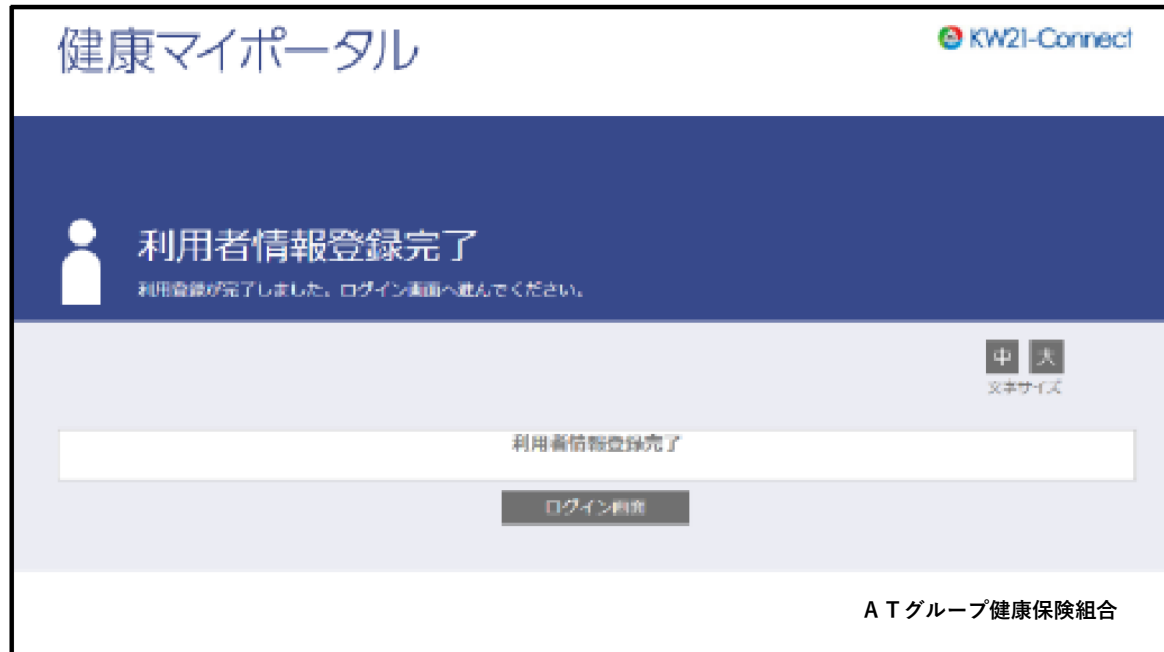 健康マイポータル
KW21-Connect
利用者情報登録完了
利用登録が完了しました。ログイン画面へ進んでください。
中 大
文字サイズ
利用者情報登録完了
ログイン画面
ＡＴグループ健康保険組合